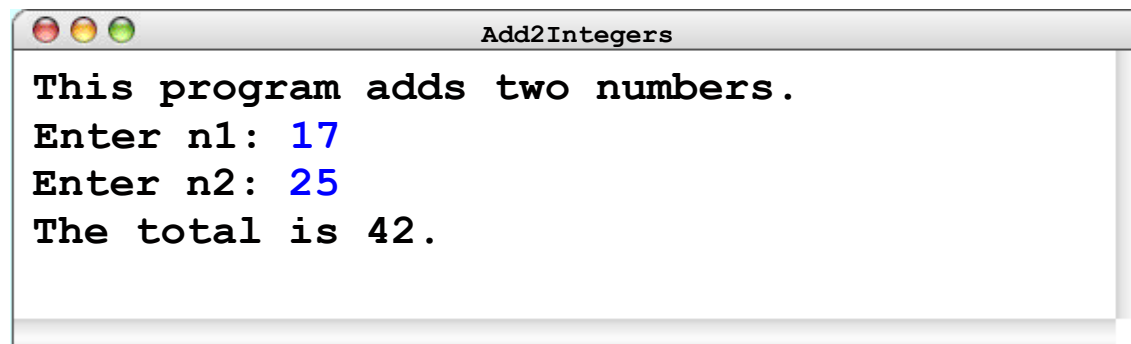 Add2Integers
This program adds two numbers.
Enter n1: 17
Enter n2: 25
The total is 42.